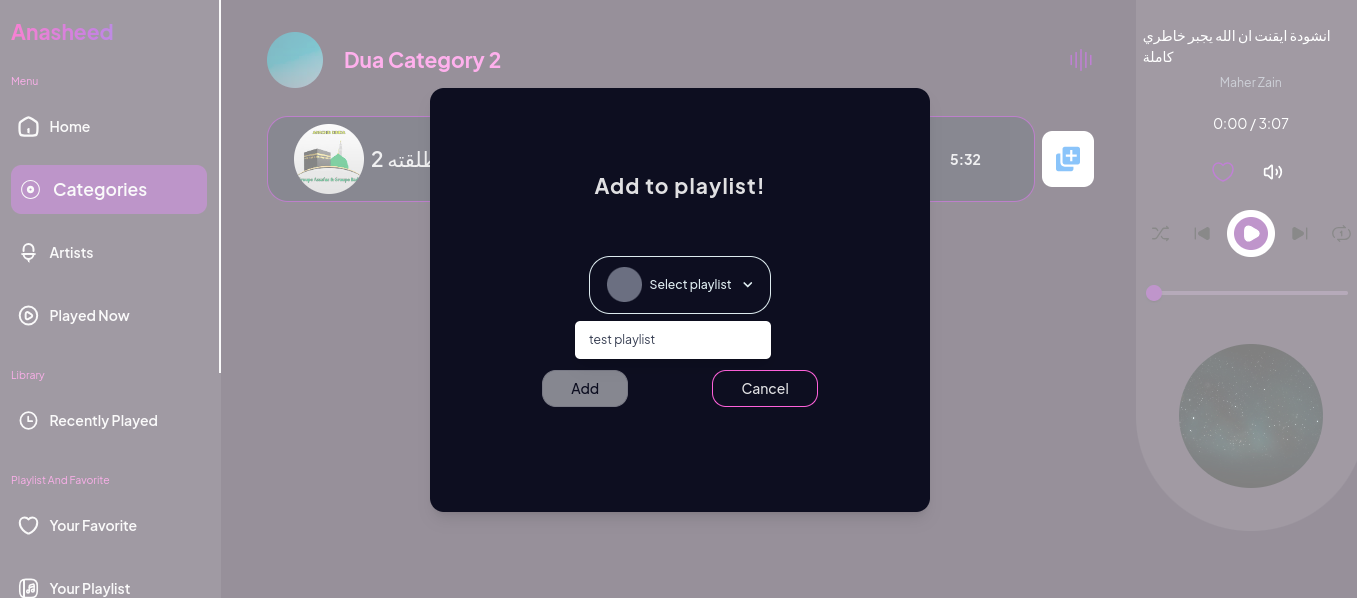 Anasheed
Menu
Home
Categories
Artists
Played Now
Library
Recently Played
Playlist And Favorite
Your Favorite
Your Playlist
Dua Category 2
طلقته 2
5:32
Add to playlist!
Select playlist
test playlist
Add
Cancel
انشودة ايقنت ان الله يجبر خاطري
كاملة
Maher Zain
0:00 / 3:07